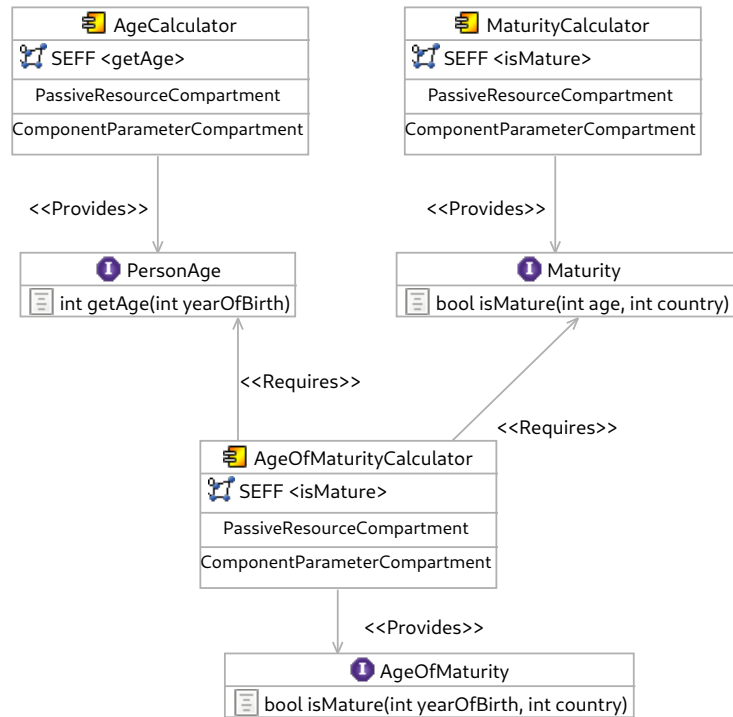 AgeCalculator
SEFF <getAge>
PassiveResourceCompartment
ComponentParameterCompartment
MaturityCalculator
SEFF <isMature>
PassiveResourceCompartment
ComponentParameterCompartment
<<Provides>>
<<Provides>>
I PersonAge
int getAge(int yearOfBirth)
I Maturity
bool isMature(int age, int country)
<<Requires>>
<<Requires>>
AgeOfMaturityCalculator
SEFF <isMature>
PassiveResourceCompartment
ComponentParameterCompartment
<<Provides>>
I AgeOfMaturity
bool isMature(int yearOfBirth, int country)